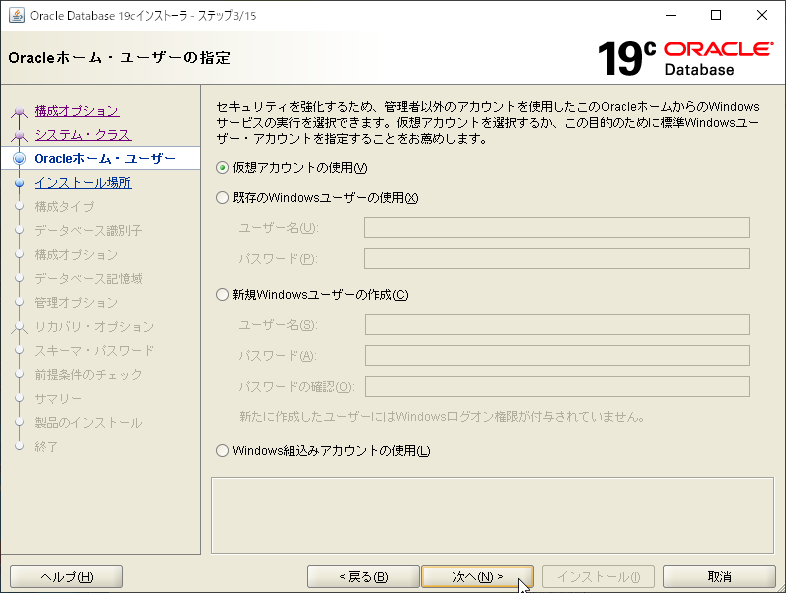 Oracle Database 19cインストーラ - ステップ3/15
Oracleホーム・ユーザーの指定
19c ORACLE
Database
構成オプション
システム・クラス
Oracleホーム・ユーザー
インストール場所
構成タイプ
データベース識別子
構成オプション
データベース記憶域
管理オプション
リカバリ・オプション
スキーマ・パスワード
前提条件のチェック
サマリー
製品のインストール
終了
セキュリティを強化するため、管理者以外のアカウントを使用したこのOracleホームからのWindows
サービスの実行を選択できます。仮想アカウントを選択するか、この目的のために標準Windowsユー
ザー・アカウントを指定することをお薦めします。
仮想アカウントの使用(V)
既存のWindowsユーザーの使用(X)
ユーザー名(U):
パスワード(P):
新規Windowsユーザーの作成(C)
ユーザー名(S):
パスワード(A):
パスワードの確認(O):
新たに作成したユーザーにはWindowsログオン権限が付与されていません。
Windows組込みアカウントの使用(L)
ヘルプ(H)
< 戻る(B)
次へ(N) >
インストール(I)
取消